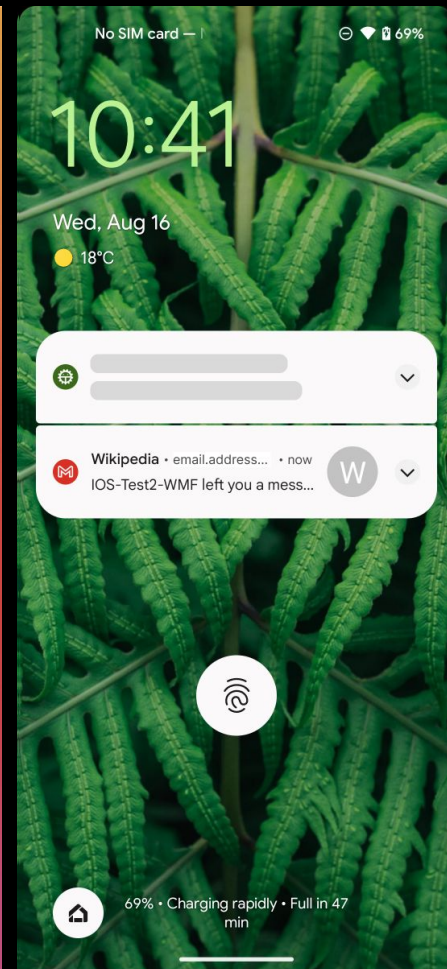 No SIM card —
69%
10:41
Wed, Aug 16
18°C
Wikipedia • email.address... • now
IOS-Test2-WMF left you a mess...
W
69% • Charging rapidly • Full in 47
min